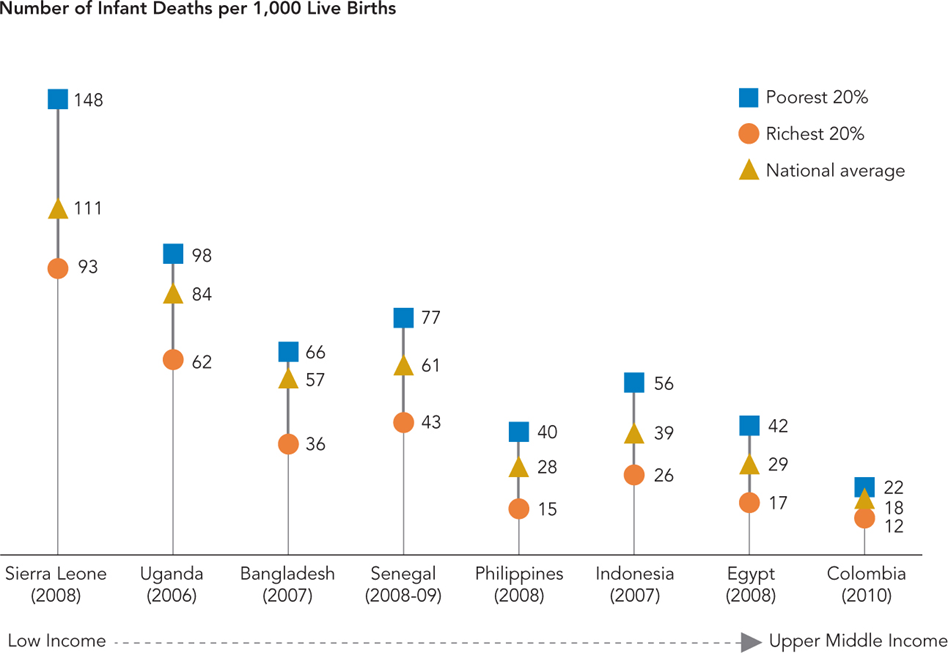 Number of Infant Deaths per 1,000 Live Births
Poorest 20%
Richest 20%
National average
148
111
93
98
84
62
66
57
36
77
61
43
40
28
15
56
39
26
42
29
17
22
18
12
Sierra Leone
(2008)
Uganda
(2006)
Bangladesh
(2007)
Senegal
(2008-09)
Philippines
(2008)
Indonesia
(2007)
Egypt
(2008)
Colombia
(2010)
Low Income
Upper Middle Income